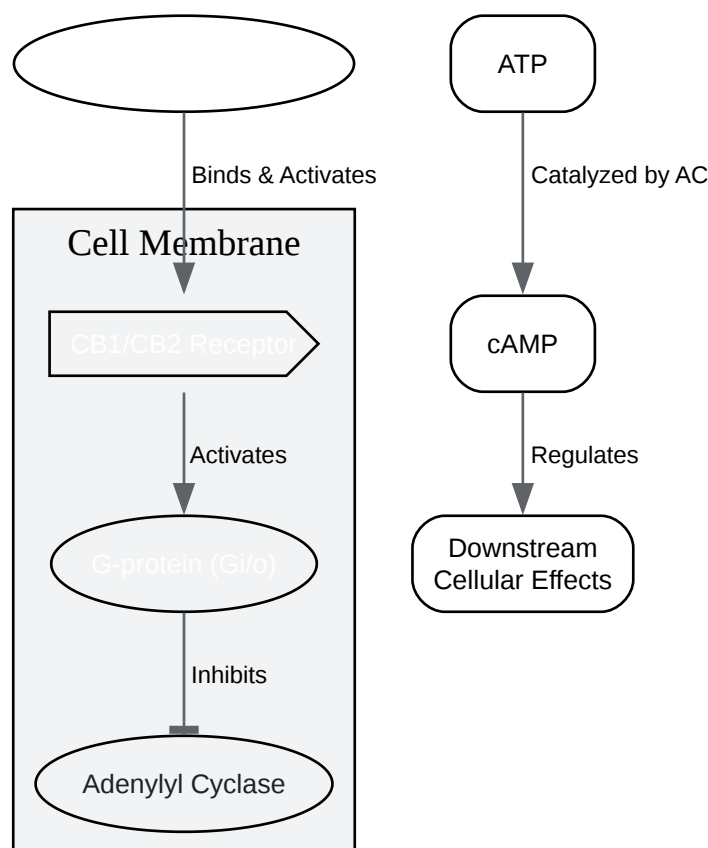 ATP
Binds & Activates
Catalyzed by AC
Cell Membrane
CB1/CB2 Receptor
cAMP
Activates
Regulates
G-protein (Gi/o)
Downstream
Cellular Effects
Inhibits
Adenylyl Cyclase